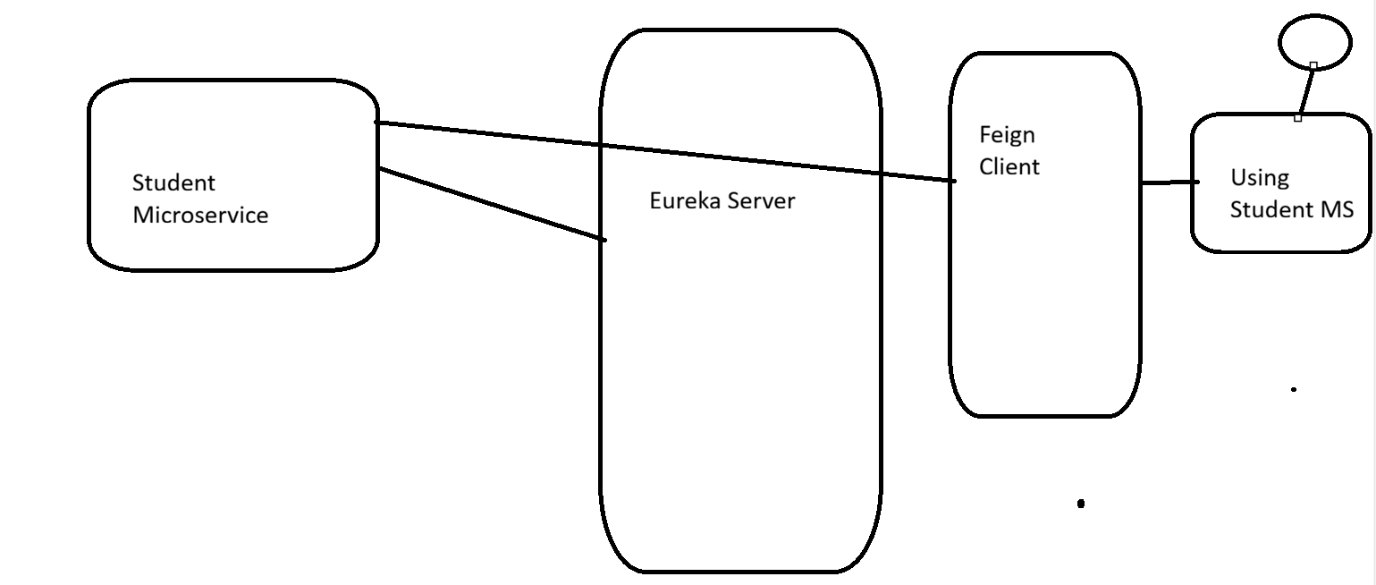 Student
Microservice
Eureka Server
Feign
Client
Using
Student MS